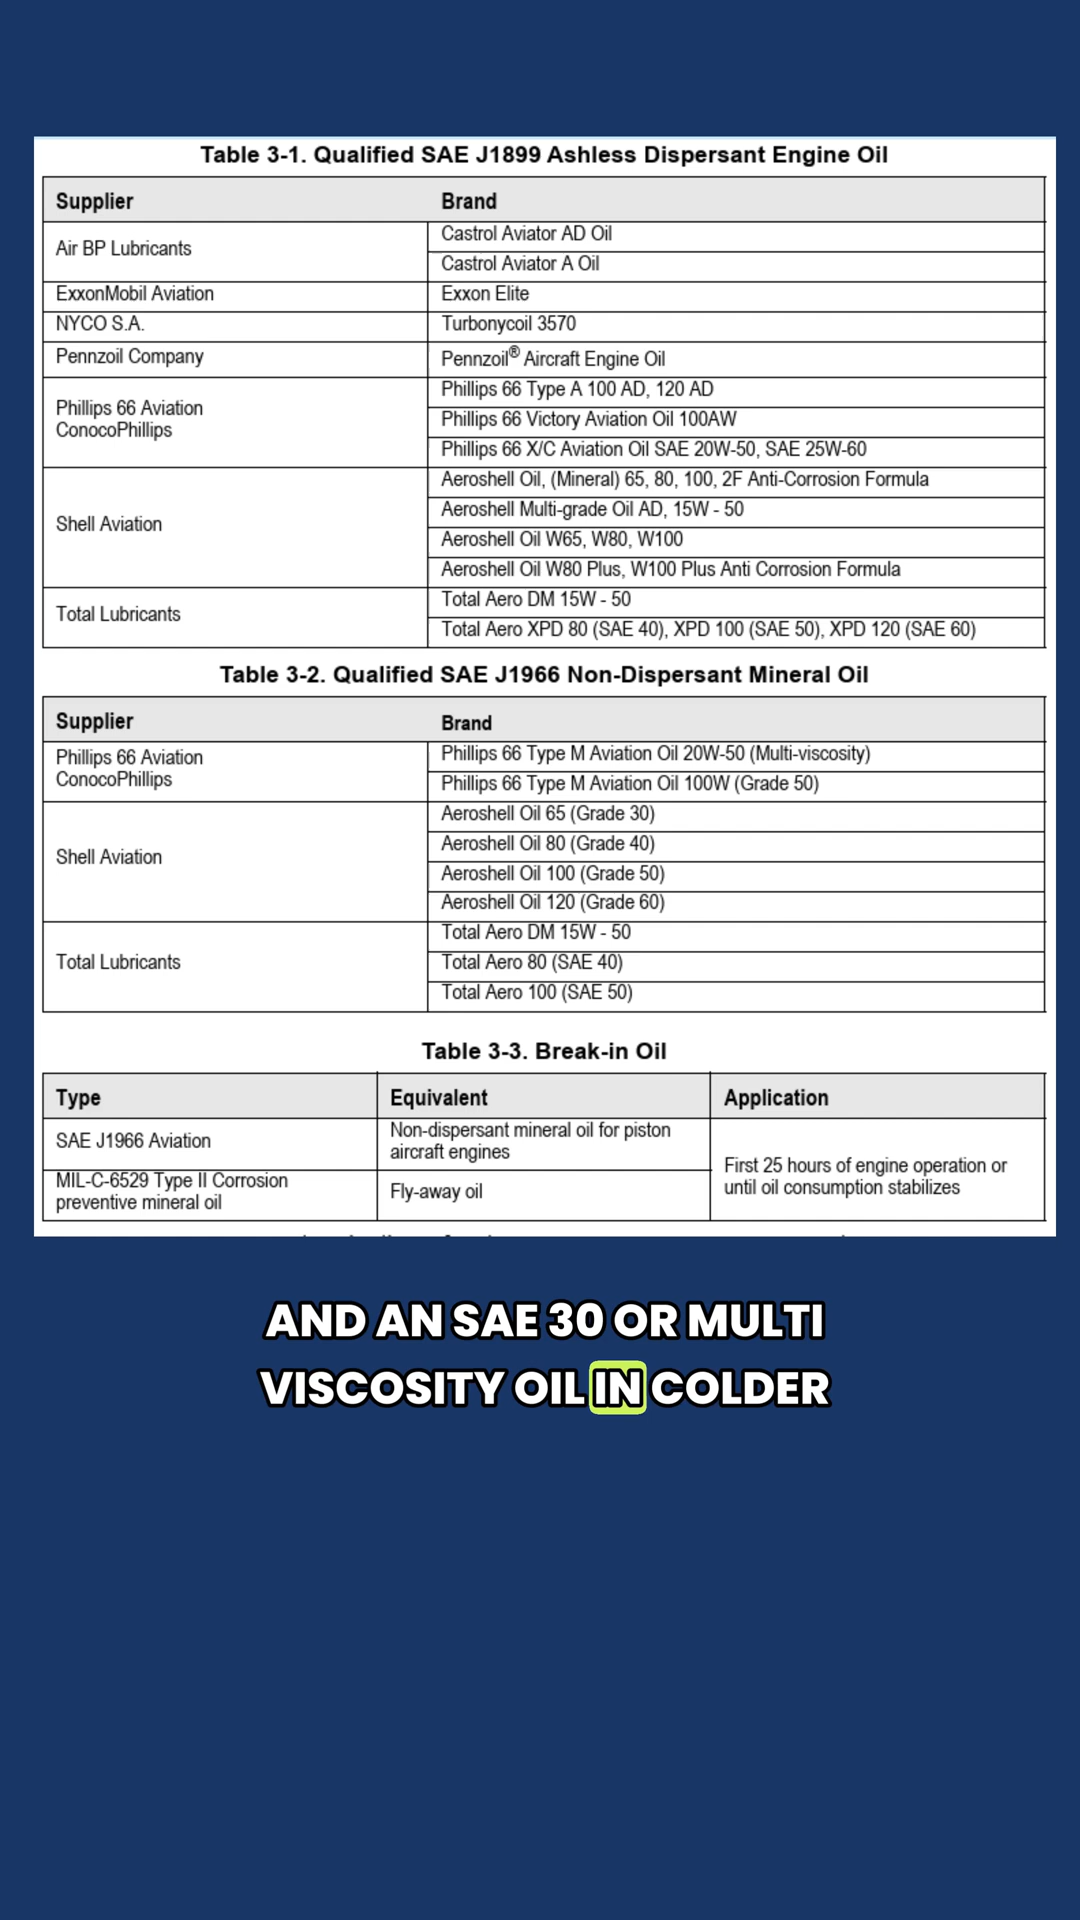 Table 3-1. Qualified SAE J1899 Ashless Dispersant Engine Oil
Supplier Brand
Air BP Lubricants
Castrol Aviator AD Oil
Castrol Aviator A Oil
ExxonMobil Aviation Exxon Elite
NYCO S.A. Turbonycoil 3570
Pennzoil Company Pennzoil® Aircraft Engine Oil
Phillips 66 Aviation
ConocoPhillips
Phillips 66 Type A 100 AD, 120 AD
Phillips 66 Victory Aviation Oil 100AW
Phillips 66 X/C Aviation Oil SAE 20W-50, SAE 25W-60
Shell Aviation
Aeroshell Oil, (Mineral) 65, 80, 100, 2F Anti-Corrosion Formula
Aeroshell Multi-grade Oil AD, 15W - 50
Aeroshell Oil W65, W80, W100
Aeroshell Oil W80 Plus, W100 Plus Anti Corrosion Formula
Total Lubricants
Total Aero DM 15W - 50
Total Aero XPD 80 (SAE 40), XPD 100 (SAE 50), XPD 120 (SAE 60)
Table 3-2. Qualified SAE J1966 Non-Dispersant Mineral Oil
Supplier Brand
Phillips 66 Aviation
ConocoPhillips
Phillips 66 Type M Aviation Oil 20W-50 (Multi-viscosity)
Phillips 66 Type M Aviation Oil 100W (Grade 50)
Shell Aviation
Aeroshell Oil 65 (Grade 30)
Aeroshell Oil 80 (Grade 40)
Aeroshell Oil 100 (Grade 50)
Aeroshell Oil 120 (Grade 60)
Total Lubricants
Total Aero DM 15W - 50
Total Aero 80 (SAE 40)
Total Aero 100 (SAE 50)
Table 3-3. Break-in Oil
Type Equivalent Application
SAE J1966 Aviation
Non-dispersant mineral oil for piston
aircraft engines
MIL-C-6529 Type II Corrosion
preventive mineral oil
Fly-away oil
First 25 hours of engine operation or
until oil consumption stabilizes
AND AN SAE 30 OR MULTI
VISCOSITY OIL IN COLDER